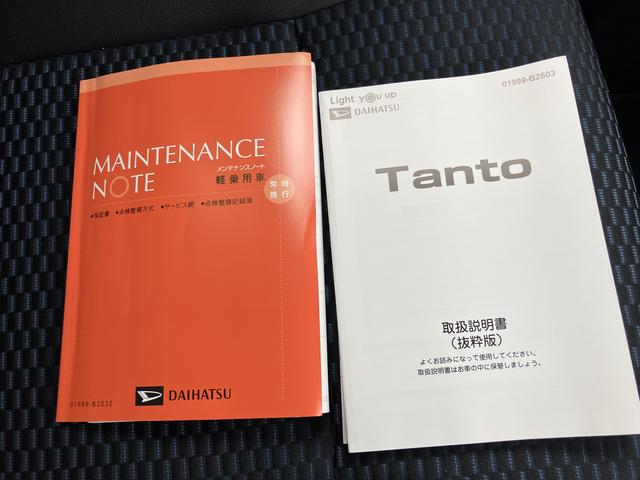 MAINTENANCE
NOTE
メンテナンスノート
軽乗用車
常時
携行
•保証書 •点検整備方式 •サービス網 •点検整備記録簿
DAIHATSU
01999-B2032
01999-B2603
Light you up
DAIHATSU
Tanto
取扱説明書
（抜粋版）
よくお読みになって使用してください。
取扱説明書はお車の中に保管しましょう。